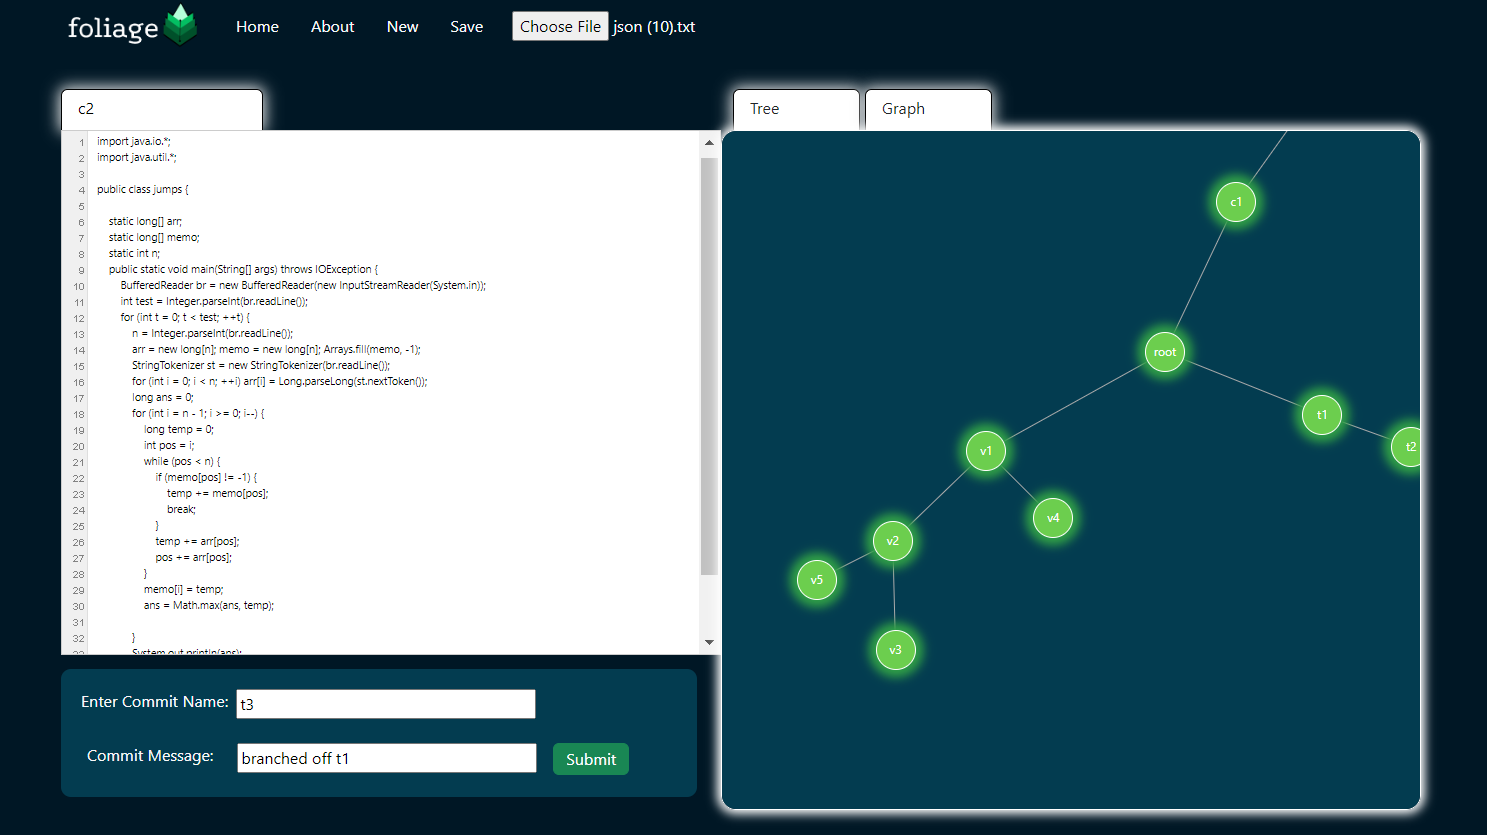 foliage Home About New Save Choose File json (10).txt
c2
1 import java.io.*;
2 import java.util.*;
3
4 public class jumps {
5
6 static long[] arr;
7 static long[] memo;
8 static int n;
9 public static void main(String[] args) throws IOException {
10 BufferedReader br = new BufferedReader(new InputStreamReader(System.in));
11 int test = Integer.parseInt(br.readLine());
12 for (int t = 0; t < test; ++t) {
13 n = Integer.parseInt(br.readLine());
14 arr = new long[n]; memo = new long[n]; Arrays.fill(memo, -1);
15 StringTokenizer st = new StringTokenizer(br.readLine());
16 for (int i = 0; i < n; ++i) arr[i] = Long.parseLong(st.nextToken());
17 long ans = 0;
18 for (int i = n - 1; i >= 0; i--) {
19 long temp = 0;
20 int pos = i;
21 while (pos < n) {
22 if (memo[pos] != -1) {
23 temp += memo[pos];
24 break;
25 }
26 temp += arr[pos];
27 pos += arr[pos];
28 }
29 memo[i] = temp;
30 ans = Math.max(ans, temp);
31
32 }
33 System.out.println(ans);
Enter Commit Name: t3
Commit Message: branched off t1 Submit
Tree Graph
c1
root
t1
t2
v1
v4
v2
v5
v3